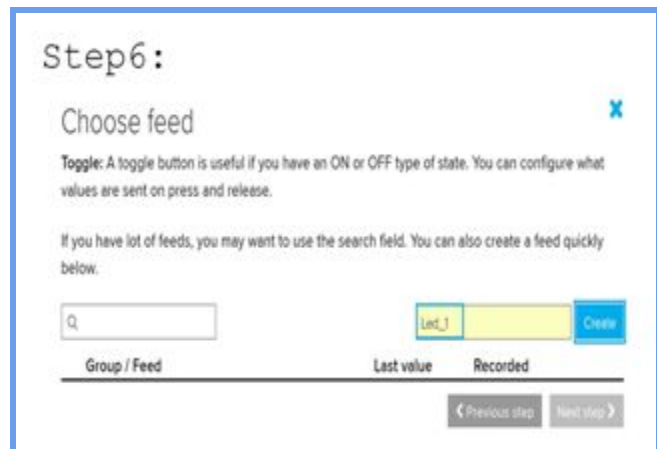 Step6:
Choose feed
Toggle: A toggle button is useful if you have an ON or OFF type of state. You can configure what
values are sent on press and release.
If you have lot of feeds, you may want to use the search field. You can also create a feed quickly
below.
Led_1 Create
Group / Feed Last value Recorded
Previous step Next step